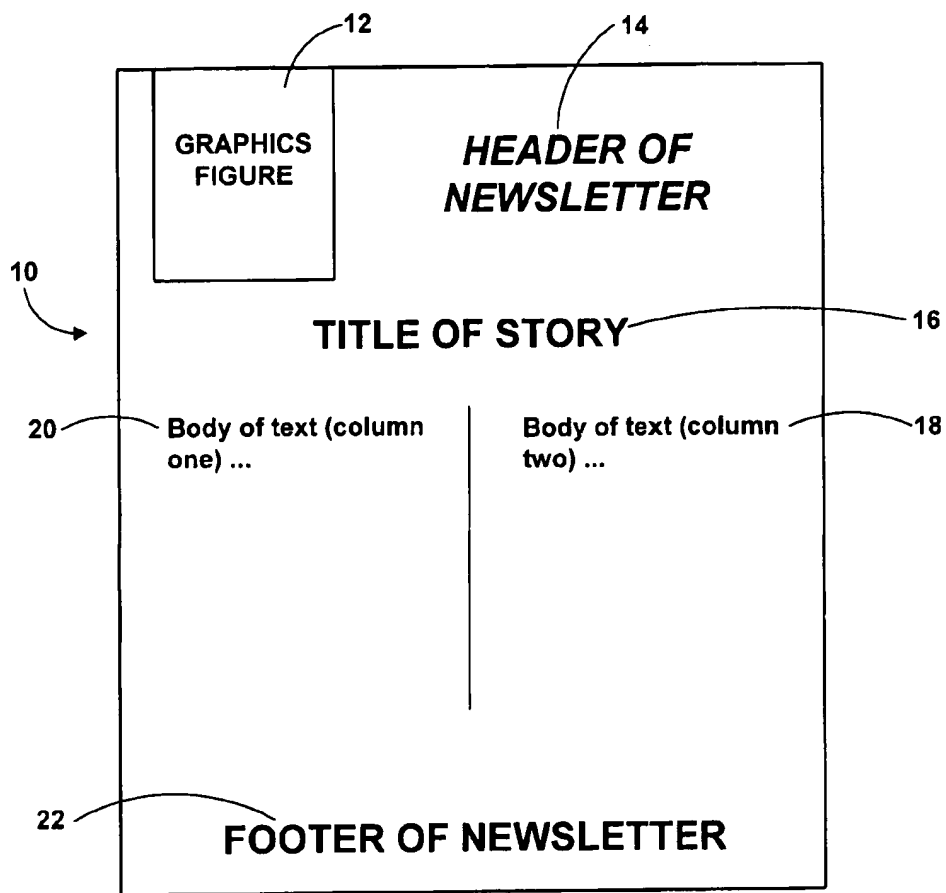 12
14
GRAPHICS
FIGURE
HEADER OF
NEWSLETTER
10
TITLE OF STORY
16
20
Body of text (column
one) ...
Body of text (column
two) ...
18
22
FOOTER OF NEWSLETTER